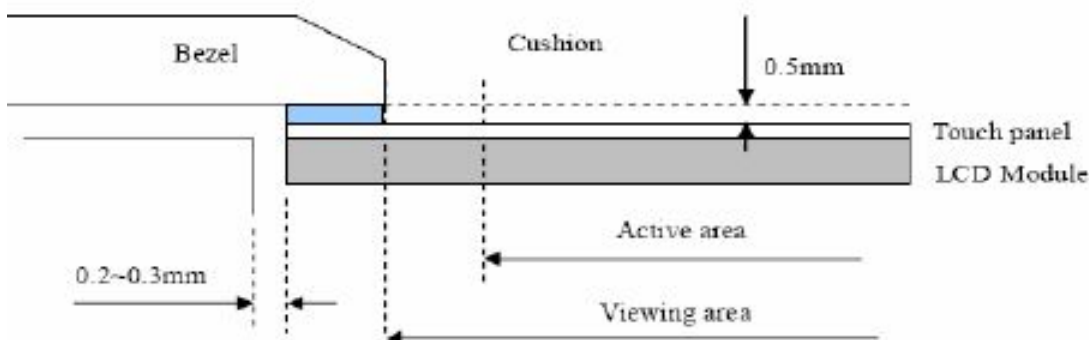 Bezel
Cushion
0.5mm
Touch panel
LCD Module
Active area
0.2~0.3mm
Viewing area